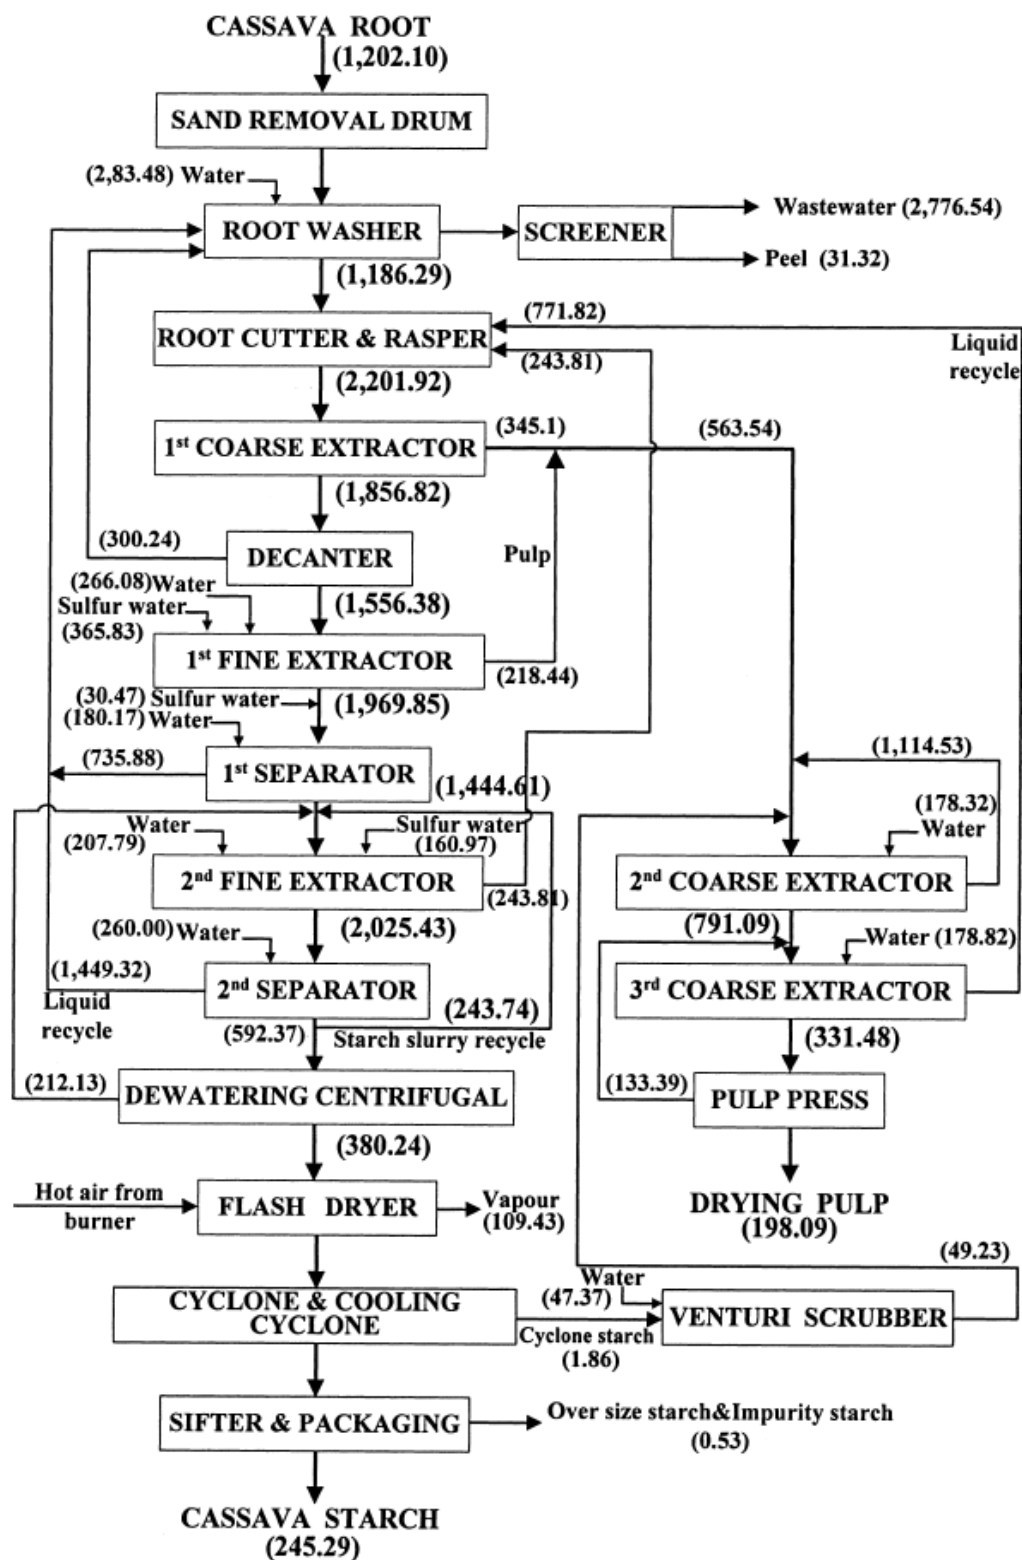 CASSAVA ROOT
(1,202.10)
SAND REMOVAL DRUM
(2,83.48) Water
ROOT WASHER
SCREENER
Wastewater (2,776.54)
Peel (31.32)
(1,186.29)
ROOT CUTTER & RASPER
(771.82)
(243.81)
Liquid
recycle
(2,201.92)
1st COARSE EXTRACTOR
(345.1)
(563.54)
(1,856.82)
(300.24)
DECANTER
Pulp
(266.08)Water
Sulfur water
(365.83)
(1,556.38)
1st FINE EXTRACTOR
(218.44)
(30.47) Sulfur water
(180.17)Water
(1,969.85)
(735.88)
1st SEPARATOR
(1,444.61)
(1,114.53)
(178.32)
Water
Water
(207.79)
Sulfur water
(160.97)
2nd FINE EXTRACTOR
(243.81)
2nd COARSE EXTRACTOR
(2,025.43)
(791.09)
(260.00)Water
Water (178.82)
(1,449.32)
Liquid
recycle
2nd SEPARATOR
3rd COARSE EXTRACTOR
(592.37)
(243.74)
Starch slurry recycle
(331.48)
(212.13)
DEWATERING CENTRIFUGAL
(133.39)
PULP PRESS
(380.24)
Hot air from
burner
FLASH DRYER
Vapour
(109.43)
DRYING PULP
(198.09)
(49.23)
CYCLONE & COOLING
CYCLONE
Water
(47.37)
Cyclone starch
(1.86)
VENTURI SCRUBBER
SIFTER & PACKAGING
Over size starch&Impurity starch
(0.53)
CASSAVA STARCH
(245.29)